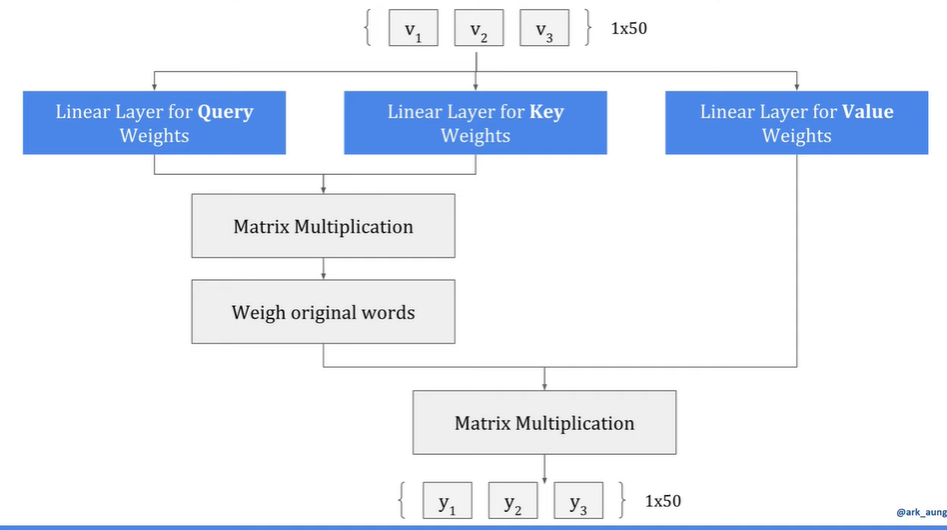 { v₁ v₂ v₃ } 1x50
Linear Layer for Query
Weights
Linear Layer for Key
Weights
Linear Layer for Value
Weights
Matrix Multiplication
Weigh original words
Matrix Multiplication
{ y₁ y₂ y₃ } 1x50
@ark_aung